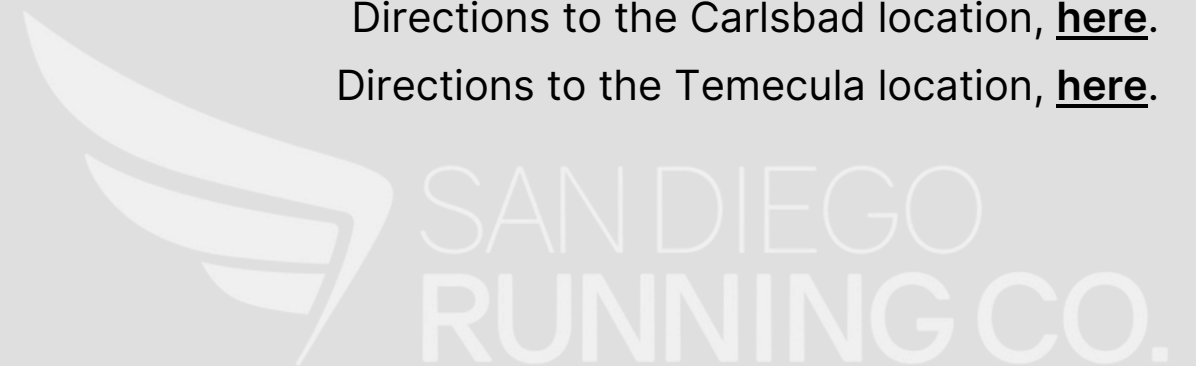 Directions to the Carlsbad location, here.
Directions to the Temecula location, here.
SAN DIEGO
RUNNING CO.